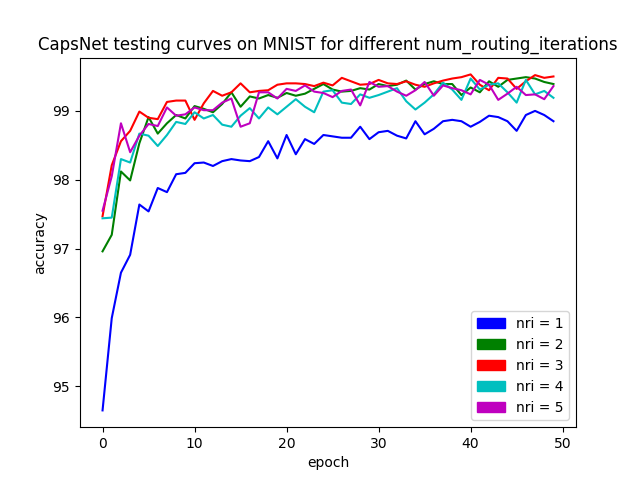 CapsNet testing curves on MNIST for different num_routing_iterations
accuracy
99
98
97
96
95
0 10 20 30 40 50
epoch
nri = 1
nri = 2
nri = 3
nri = 4
nri = 5